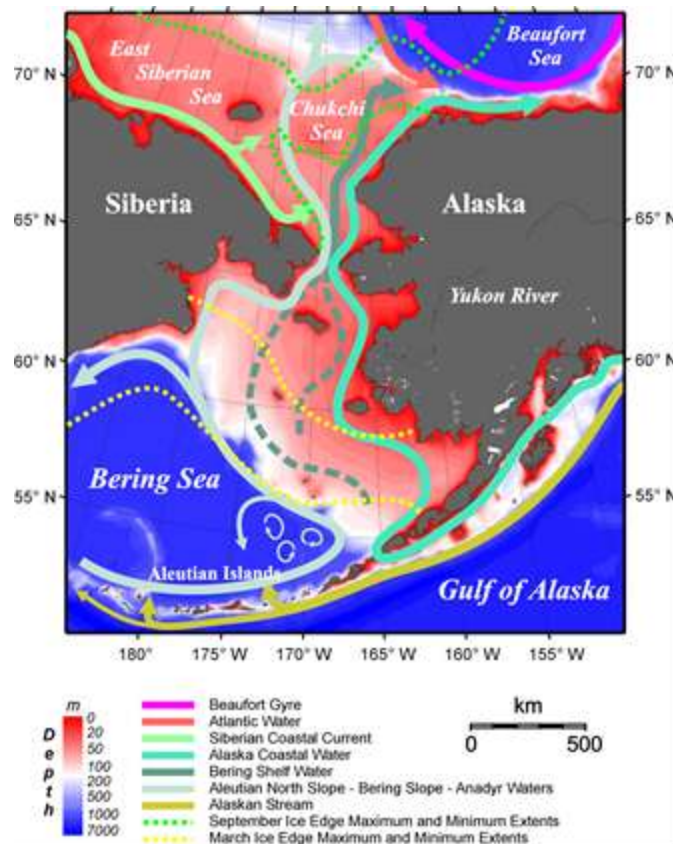 70° N
65° N
60° N
55° N
East
Siberian
Sea
Chukchi
Sea
Beaufort
Sea
Siberia
Alaska
Yukon River
Bering Sea
Aleutian Islands
Gulf of Alaska
70° N
65° N
60° N
55° N
180°
175° W
170° W
165° W
160° W
155° W
m
Depth
0
20
50
100
200
500
1000
7000
Beaufort Gyre
Atlantic Water
Siberian Coastal Current
Alaska Coastal Water
Bering Shelf Water
Aleutian North Slope - Bering Slope - Anadyr Waters
Alaskan Stream
September Ice Edge Maximum and Minimum Extents
March Ice Edge Maximum and Minimum Extents
km
0 500